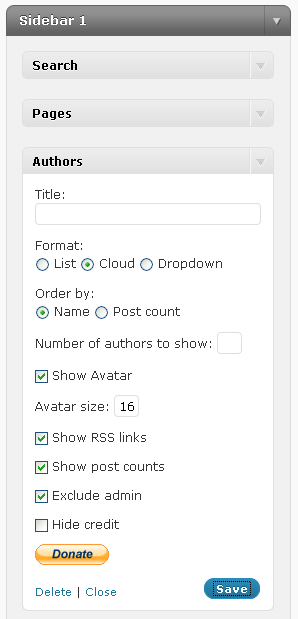 Sidebar 1
Search
Pages
Authors
Title:
Format:
List Cloud Dropdown
Order by:
Name Post count
Number of authors to show:
Show Avatar
Avatar size: 16
Show RSS links
Show post counts
Exclude admin
Hide credit
Donate
Delete | Close Save